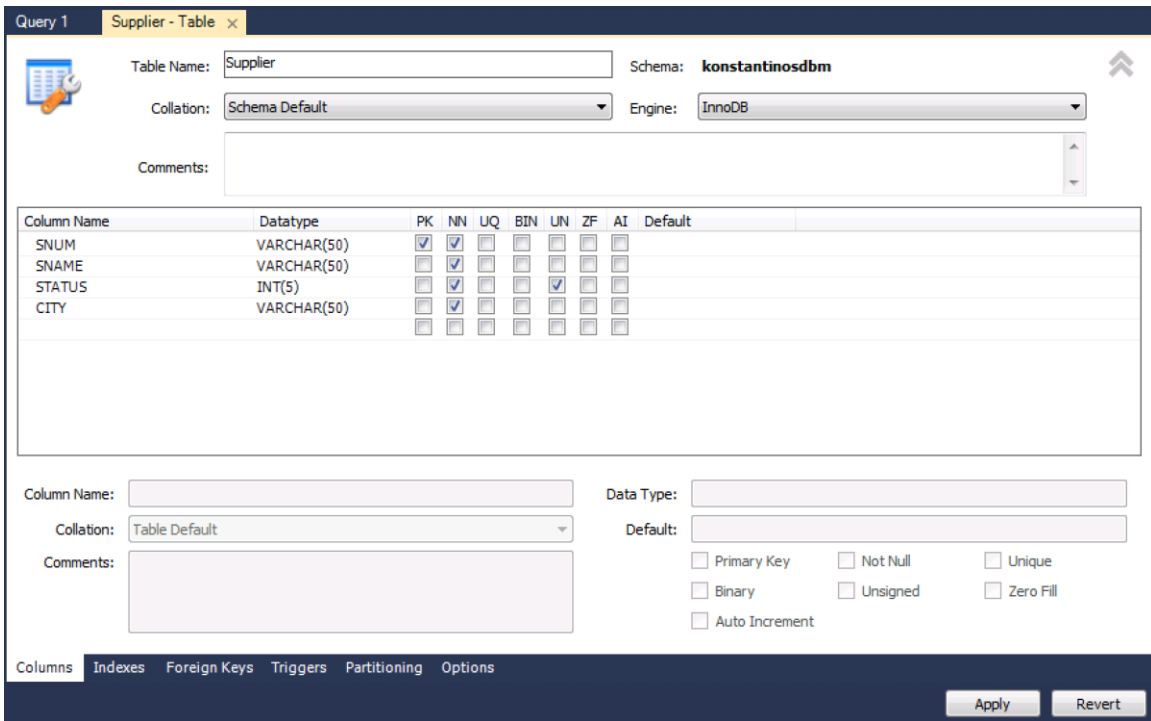 Query 1 Supplier - Table ×
Table Name: Supplier Schema: konstantinosdbm
Collation: Schema Default Engine: InnoDB
Comments:
Column Name Datatype PK NN UQ BIN UN ZF AI Default
SNUM VARCHAR(50)
SNAME VARCHAR(50)
STATUS INT(5)
CITY VARCHAR(50)
Column Name: Data Type:
Collation: Table Default Default:
Comments: Primary Key Not Null Unique
Binary Unsigned Zero Fill
Auto Increment
Columns Indexes Foreign Keys Triggers Partitioning Options
Apply Revert